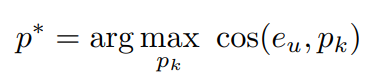 p* = arg max cos(e_u, p_k)
p_k